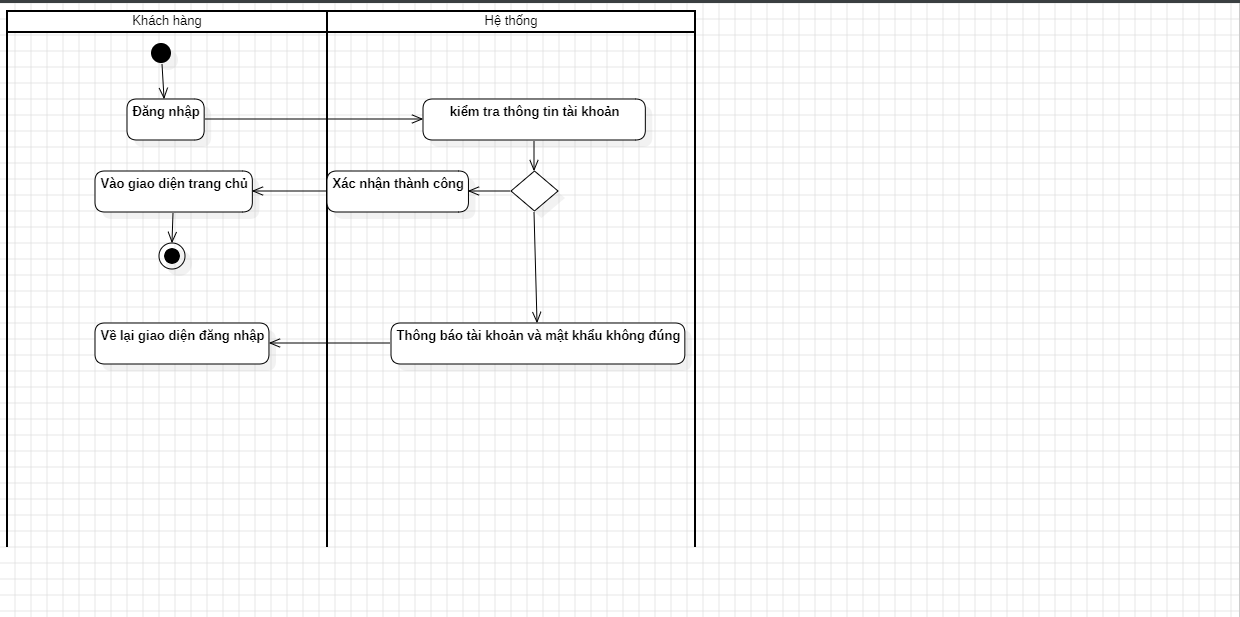 Khách hàng
Hệ thống
Đăng nhập
kiểm tra thông tin tài khoản
Vào giao diện trang chủ
Xác nhận thành công
Về lại giao diện đăng nhập
Thông báo tài khoản và mật khẩu không đúng